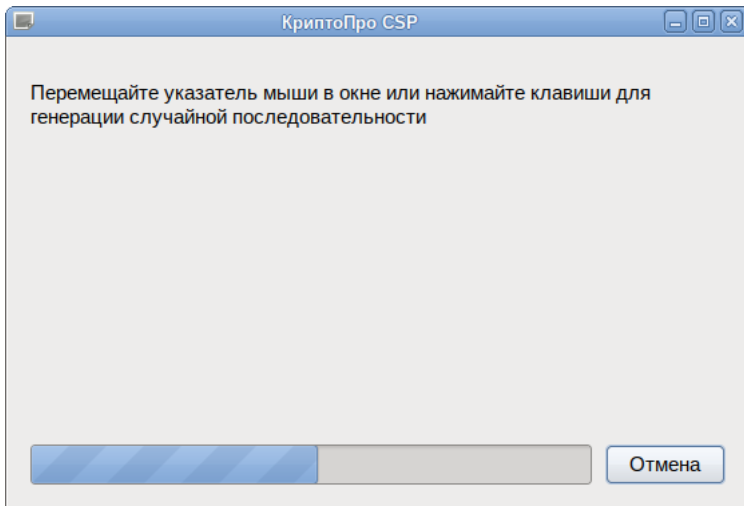 КриптоПро CSP
Перемещайте указатель мыши в окне или нажимайте клавиши для
генерации случайной последовательности
Отмена